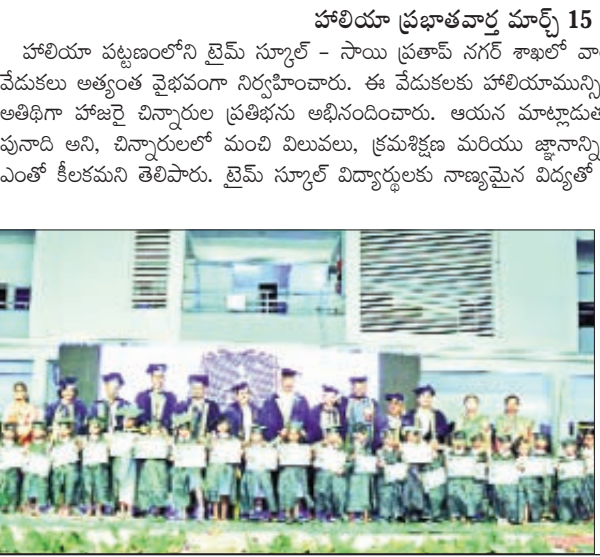 హాలియా ప్రభాతవార్త మార్చ్ 15
హాలియా పట్టణంలోని టైమ్ స్కూల్ - సాయి ప్రతాప్ నగర్ శాఖలో
వేడుకలు అత్యంత వైభవంగా నిర్వహించారు. ఈ వేడుకలకు
అతిథిగా హాజరై చిన్నారుల ప్రతిభను అభినందించారు. ఆయన
పునాది అని, చిన్నారులలో మంచి విలువలు, క్రమశిక్షణ మరియు జ్ఞానాన్ని
ఎంతో కీలకమని తెలిపారు. టైమ్ స్కూల్ విద్యార్థులకు నాణ్యమైన విద్యతో